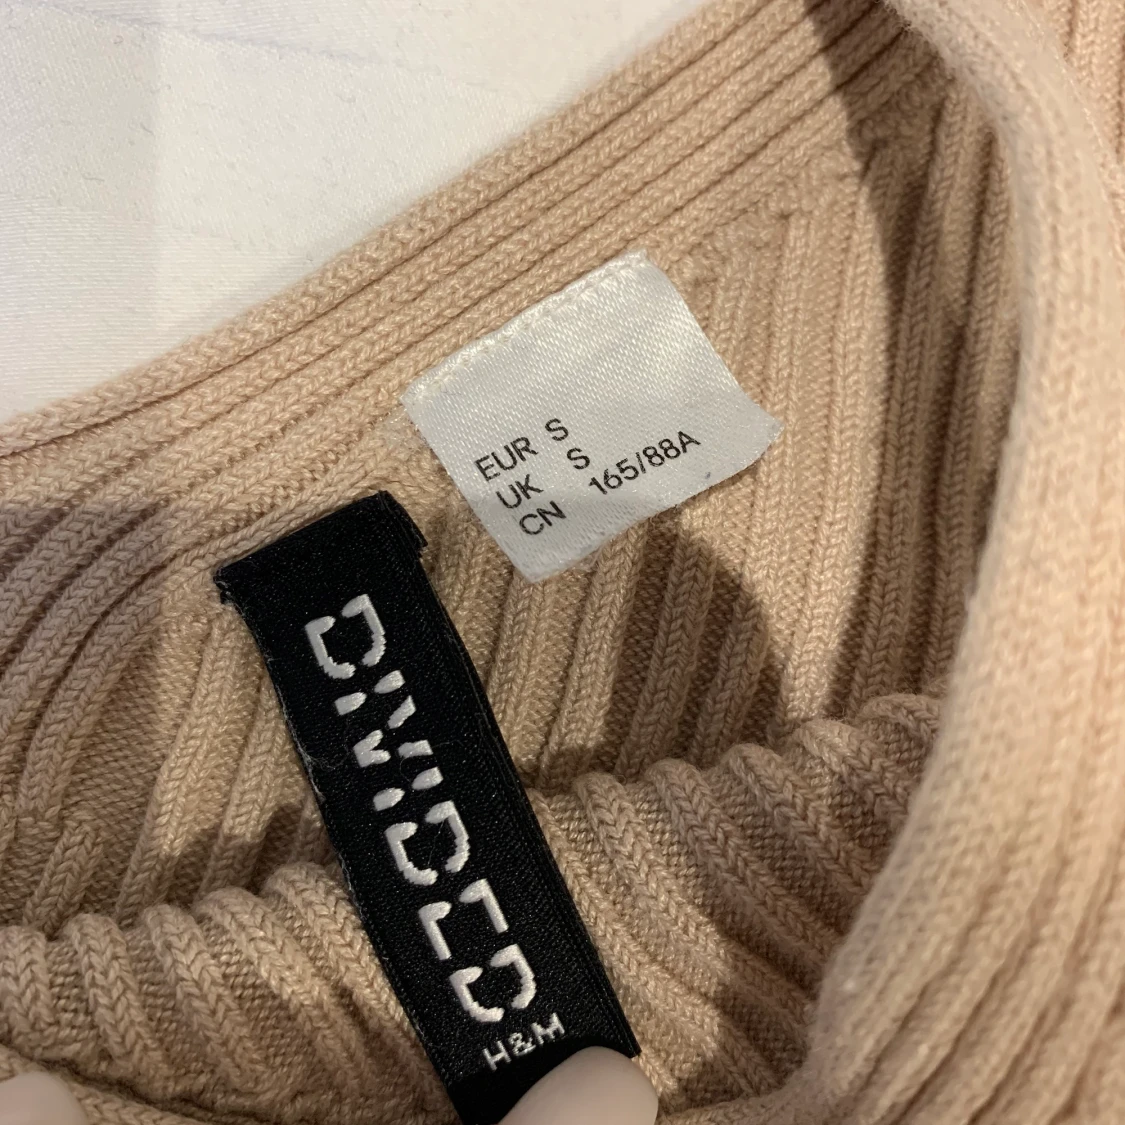 EUR S
UK S
CN 165/88A
DIVIDED
H&M